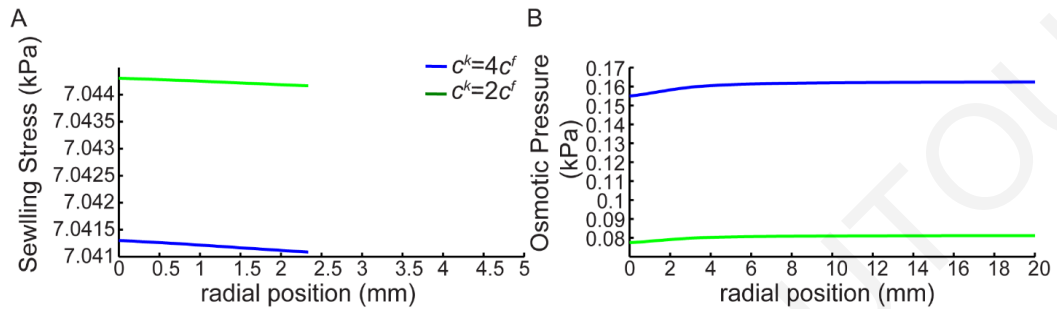 A
Sewlling Stress (kPa)
7.044
7.0435
7.043
7.0425
7.042
7.0415
7.041
0 0.5 1 1.5 2 2.5 3 3.5 4 4.5 5
radial position (mm)
c^k=4c^f
c^k=2c^f
B
Osmotic Pressure
(kPa)
0.17
0.16
0.15
0.14
0.13
0.12
0.11
0.1
0.09
0.08
0 2 4 6 8 10 12 14 16 18 20
radial position (mm)